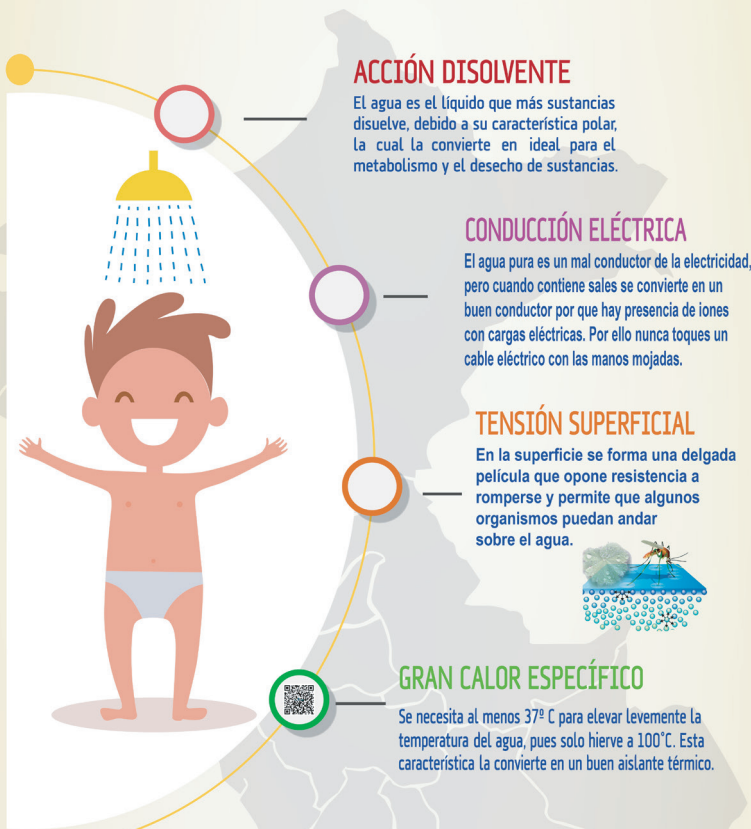 ACCIÓN DISOLVENTE
El agua es el líquido que más sustancias
disuelve, debido a su característica polar,
la cual la convierte en ideal para el
metabolismo y el desecho de sustancias.
CONDUCCIÓN ELÉCTRICA
El agua pura es un mal conductor de la electricidad,
pero cuando contiene sales se convierte en un
buen conductor por que hay presencia de iones
con cargas eléctricas. Por ello nunca toques un
cable eléctrico con las manos mojadas.
TENSIÓN SUPERFICIAL
En la superficie se forma una delgada
película que opone resistencia a
romperse y permite que algunos
organismos puedan andar
sobre el agua.
GRAN CALOR ESPECÍFICO
Se necesita al menos 37º C para elevar levemente la
temperatura del agua, pues solo hierve a 100°C. Esta
característica la convierte en un buen aislante térmico.